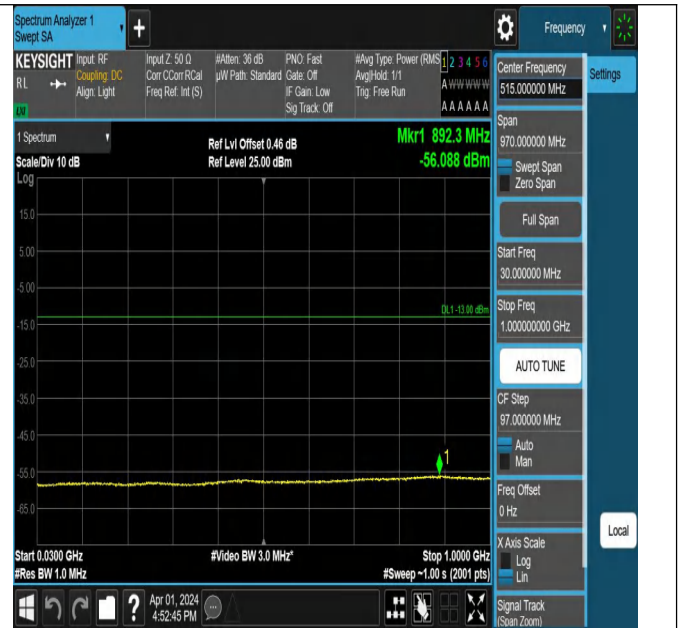 Spectrum Analyzer 1
Swept SA
+
Frequency
KEYSIGHT
RL
LXI
Input: RF
Coupling: DC
Align: Light
Input Z: 50 Ω
Corr CCorr RCal
Freq Ref: Int (S)
#Atten: 36 dB
µW Path: Standard
PNO: Fast
Gate: Off
IF Gain: Low
Sig Track: Off
#Avg Type: Power (RMS
Avg|Hold: 1/1
Trig: Free Run
1 2 3 4 5 6
A W W W W W
A A A A A A
1 Spectrum
Scale/Div 10 dB
Log
Ref Lvl Offset 0.46 dB
Ref Level 25.00 dBm
Mkr1 892.3 MHz
-56.088 dBm
15.0
5.00
-5.00
-15.0
-25.0
-35.0
-45.0
-55.0
-65.0
DL1 -13.00 dBm
1
Start 0.0300 GHz
#Res BW 1.0 MHz
#Video BW 3.0 MHz*
Stop 1.0000 GHz
#Sweep ~1.00 s (2001 pts)
Center Frequency
515.000000 MHz
Settings
Span
970.000000 MHz
Swept Span
Zero Span
Full Span
Start Freq
30.000000 MHz
Stop Freq
1.000000000 GHz
AUTO TUNE
CF Step
97.000000 MHz
Auto
Man
Freq Offset
0 Hz
X Axis Scale
Log
Lin
Local
Signal Track
(Span Zoom)
?
Apr 01, 2024
4:52:45 PM